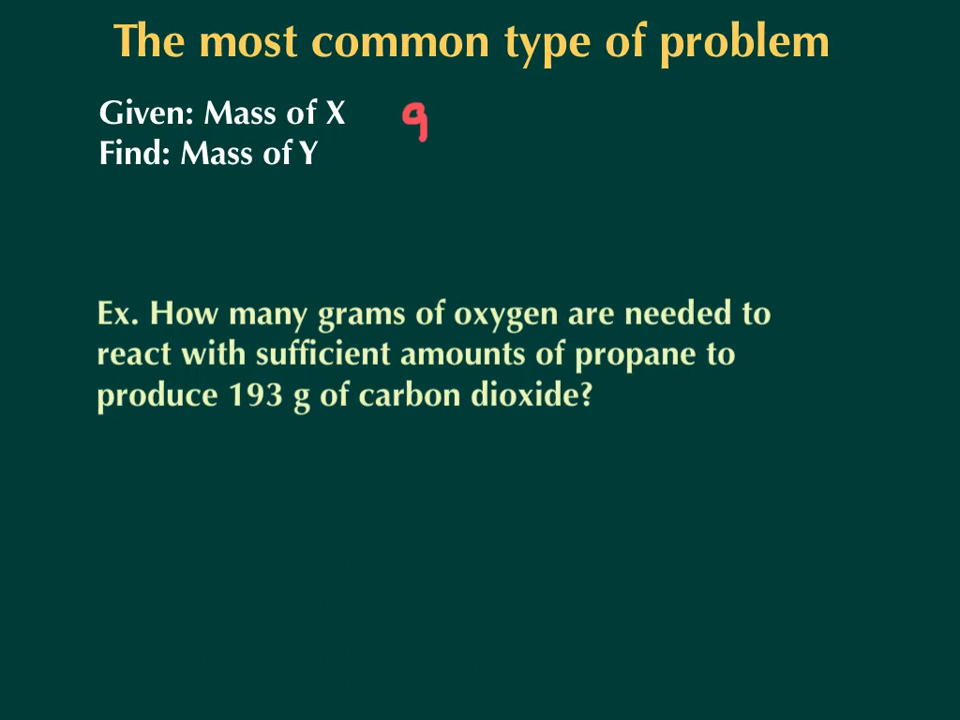 The most common type of problem
Given: Mass of X g
Find: Mass of Y
Ex. How many grams of oxygen are needed to
react with sufficient amounts of propane to
produce 193 g of carbon dioxide?